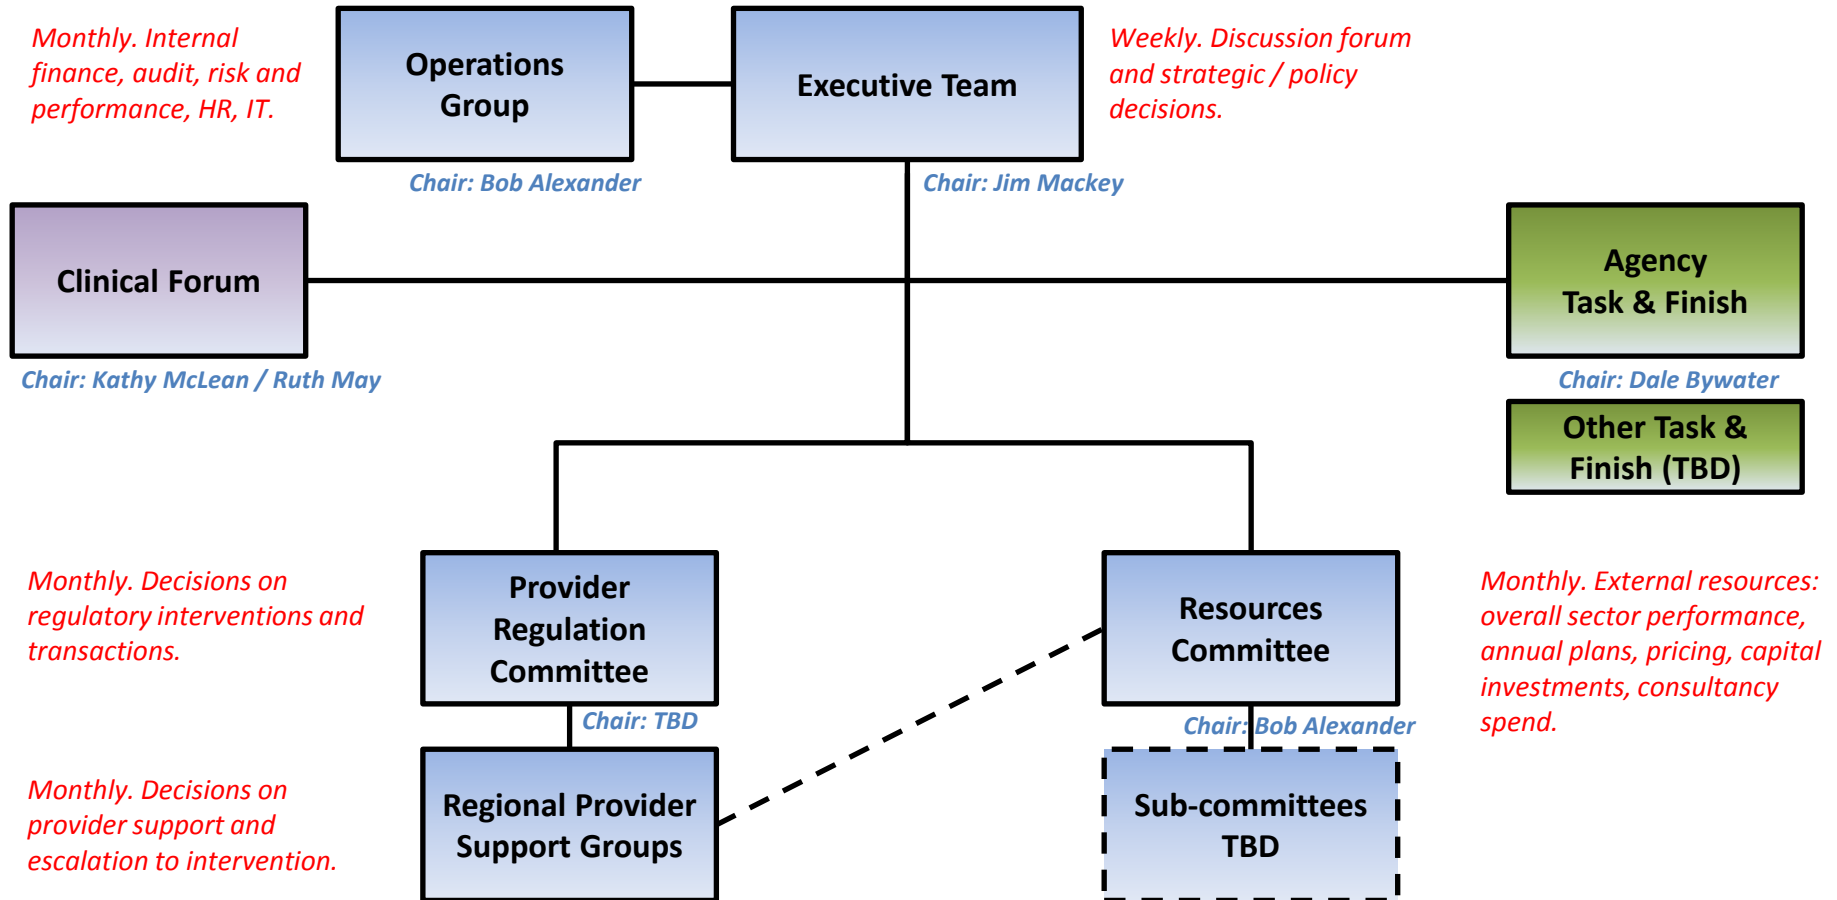 Monthly. Internal
finance, audit, risk and
performance, HR, IT.
Operations
Group
Executive Team
Weekly. Discussion forum
and strategic / policy
decisions.
Chair: Bob Alexander
Chair: Jim Mackey
Clinical Forum
Agency
Task & Finish
Chair: Kathy McLean / Ruth May
Chair: Dale Bywater
Other Task &
Finish (TBD)
Monthly. Decisions on
regulatory interventions and
transactions.
Provider
Regulation
Committee
Resources
Committee
Monthly. External resources:
overall sector performance,
annual plans, pricing, capital
investments, consultancy
spend.
Chair: TBD
Chair: Bob Alexander
Monthly. Decisions on
provider support and
escalation to intervention.
Regional Provider
Support Groups
Sub-committees
TBD